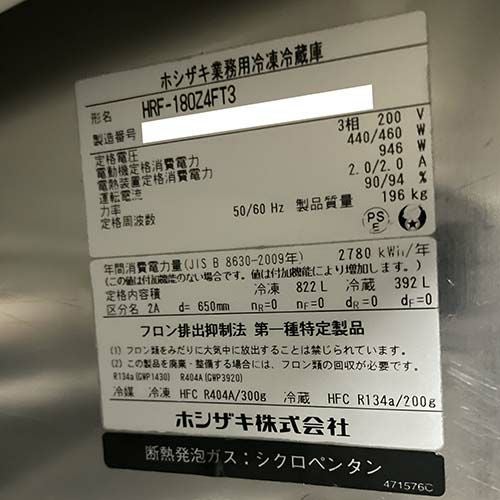 ホシザキ業務用冷凍冷蔵庫
形名 HRF-180Z4FT3
製造番号
定格電圧 3相 200 V
電動機定格消費電力 440/460 W
電熱装置定格消費電力 946 W
運転電流 2.0/2.0 A
力率 90/94 %
定格周波数 50/60 Hz 製品質量 196 kg
PS E
年間消費電力量(JIS B 8630-2009年) 2780 kWh/年
(この値は付加機能のない場合です。値は付加機能により増加します。)
定格内容積 冷凍 822 L 冷蔵 392 L
区分名 2A d= 650mm nR=0 nF=0 dR=0 dF=0
フロン排出抑制法 第一種特定製品
(1) フロン類をみだりに大気中に放出することは禁じられています。
(2) この製品を廃棄・整備する場合には、フロン類の回収が必要です。
R134a(GWP1430) R404A(GWP3920)
冷媒 冷凍 HFC R404A/300g 冷蔵 HFC R134a/200g
ホシザキ株式会社
断熱発泡ガス：シクロペンタン
471576C